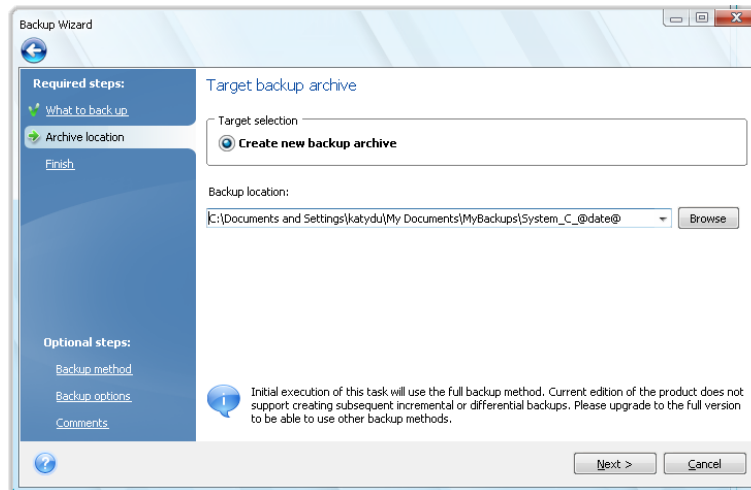 Backup Wizard
Required steps:
What to back up
Archive location
Finish
Target backup archive
Target selection
Create new backup archive
Backup location:
C:\Documents and Settings\katydu\My Documents\MyBackups\System_C_@date@
Browse
Optional steps:
Backup method
Backup options
Comments
Initial execution of this task will use the full backup method. Current edition of the product does not
support creating subsequent incremental or differential backups. Please upgrade to the full version
to be able to use other backup methods.
Next >
Cancel